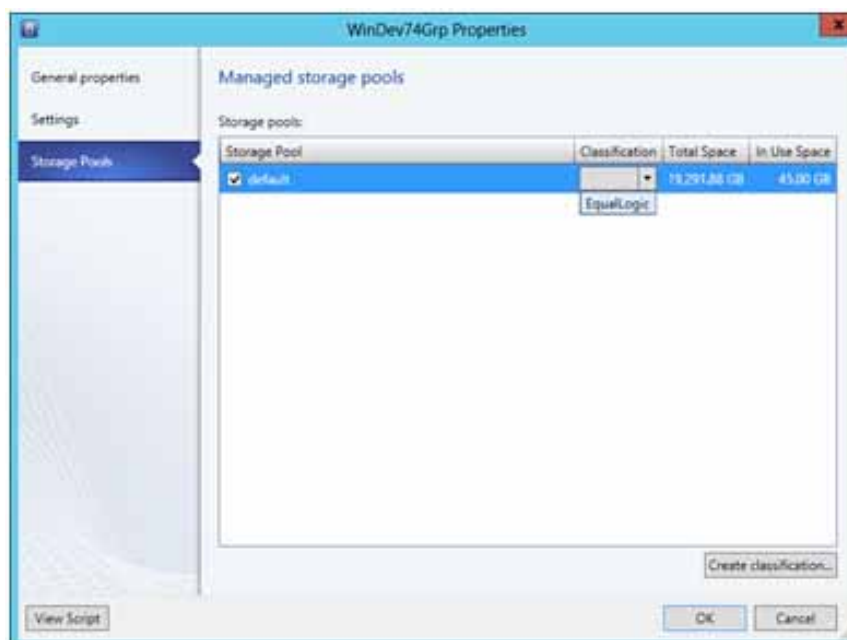 WinDev74Grp Properties
x
General properties
Settings
Storage Pools
Managed storage pools
Storage pools:
Storage Pool Classification Total Space In Use Space
default 19,291.88 GB 45.00 GB
EqualLogic
Create classification...
View Script OK Cancel